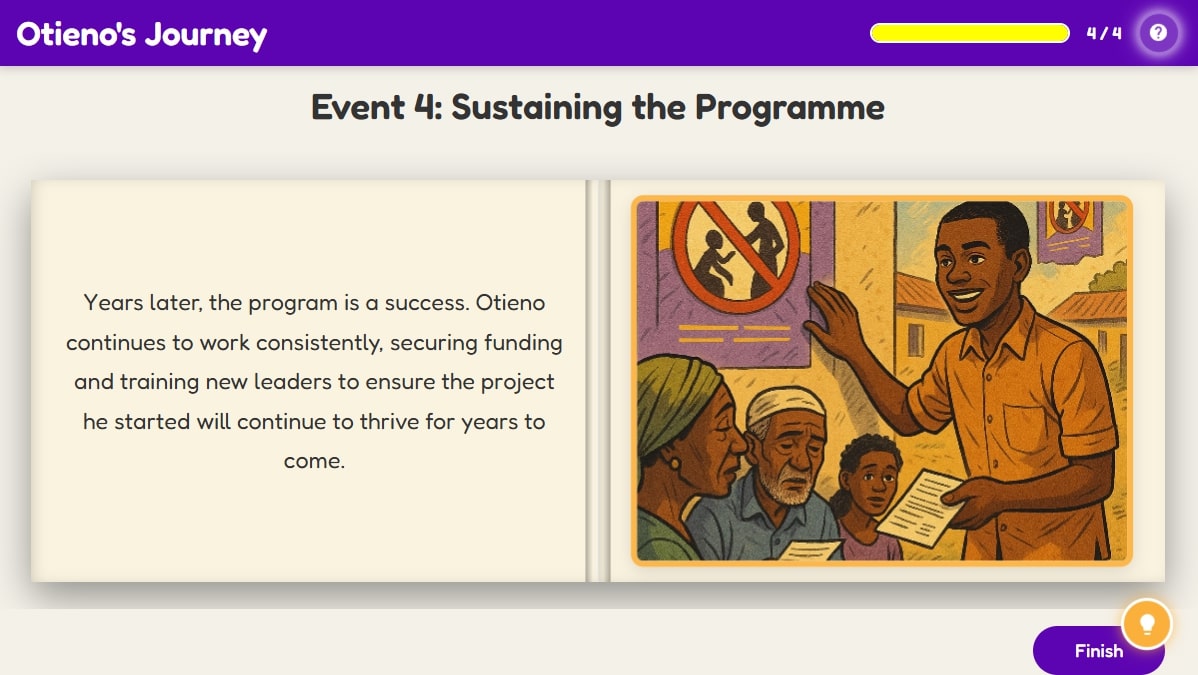 Otieno's Journey
4/4
?
Event 4: Sustaining the Programme
Years later, the program is a success. Otieno
continues to work consistently, securing funding
and training new leaders to ensure the project
he started will continue to thrive for years to
come.
Finish